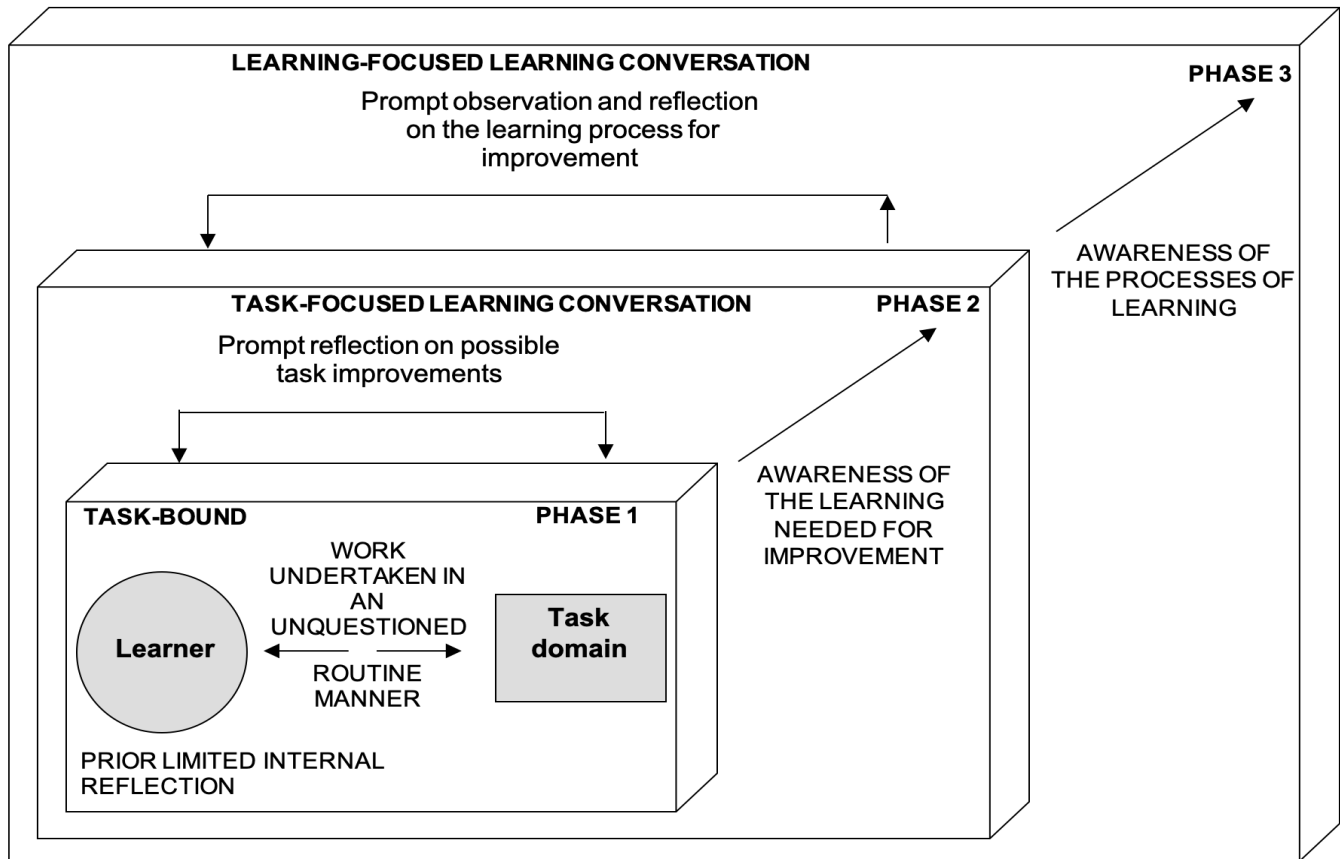 LEARNING-FOCUSED LEARNING CONVERSATION
PHASE 3
Prompt observation and reflection
on the learning process for
improvement
AWARENESS OF
THE PROCESSES OF
LEARNING
TASK-FOCUSED LEARNING CONVERSATION
PHASE 2
Prompt reflection on possible
task improvements
AWARENESS OF
THE LEARNING
NEEDED FOR
IMPROVEMENT
TASK-BOUND
PHASE 1
WORK
UNDERTAKEN IN
AN
UNQUESTIONED
ROUTINE
MANNER
Learner
Task
domain
PRIOR LIMITED INTERNAL
REFLECTION